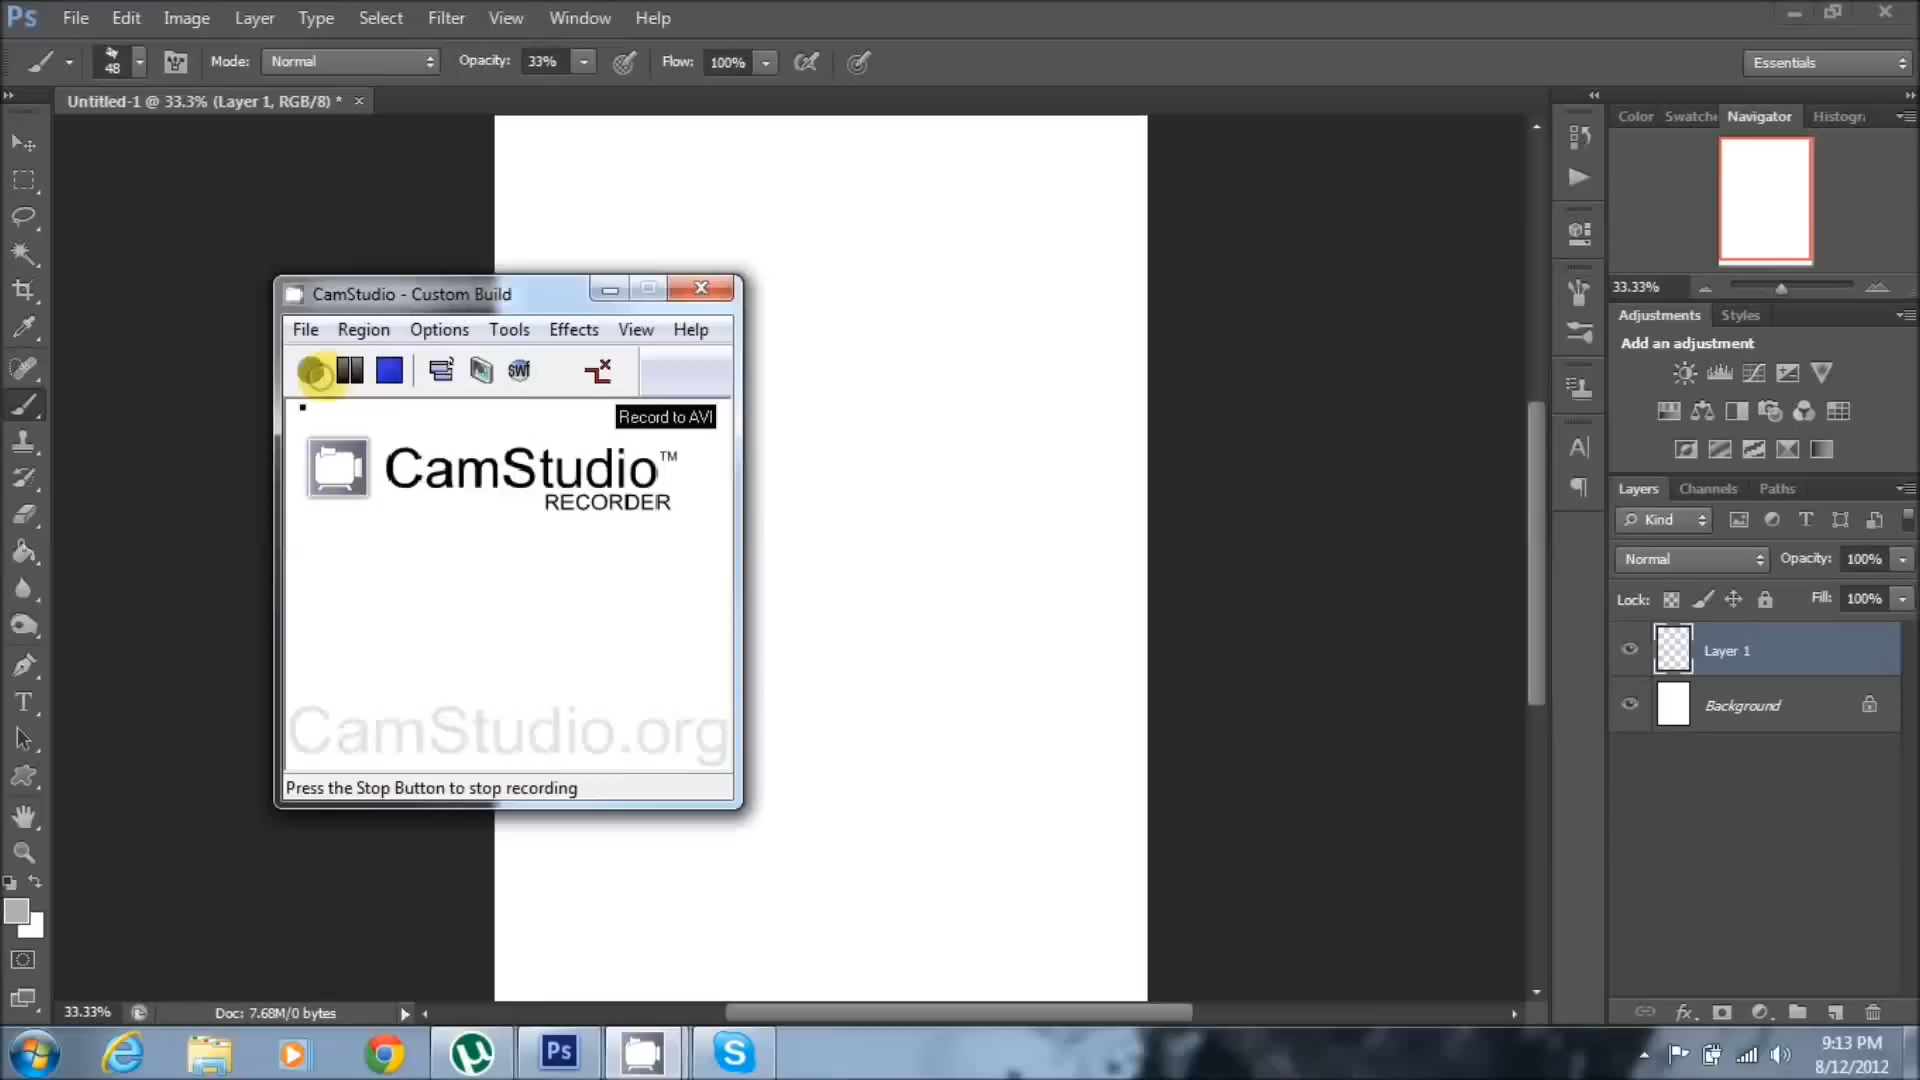 Ps File Edit Image Layer Type Select Filter View Window Help
48 Mode: Normal Opacity: 33% Flow: 100% Essentials
Untitled-1 @ 33.3% (Layer 1, RGB/8) * ×
Color Swatche Navigator Histogra
33.33%
Adjustments Styles
Add an adjustment
Layers Channels Paths
Kind
Normal Opacity: 100%
Lock: Fill: 100%
Layer 1
Background
CamStudio - Custom Build
File Region Options Tools Effects View Help
swf
Record to AVI
CamStudio™
RECORDER
CamStudio.org
Press the Stop Button to stop recording
33.33% Doc: 7.68M/0 bytes
Ps
9:13 PM
8/12/2012